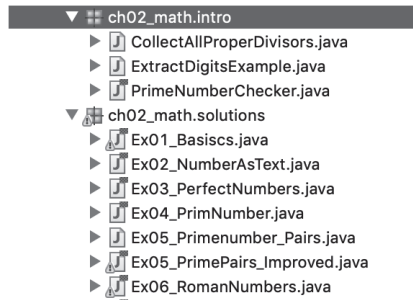 ch02_math.intro
CollectAllProperDivisors.java
ExtractDigitsExample.java
PrimeNumberChecker.java
ch02_math.solutions
Ex01_Basiscs.java
Ex02_NumberAsText.java
Ex03_PerfectNumbers.java
Ex04_PrimNumber.java
Ex05_Primenumber_Pairs.java
Ex05_PrimePairs_Improved.java
Ex06_RomanNumbers.java